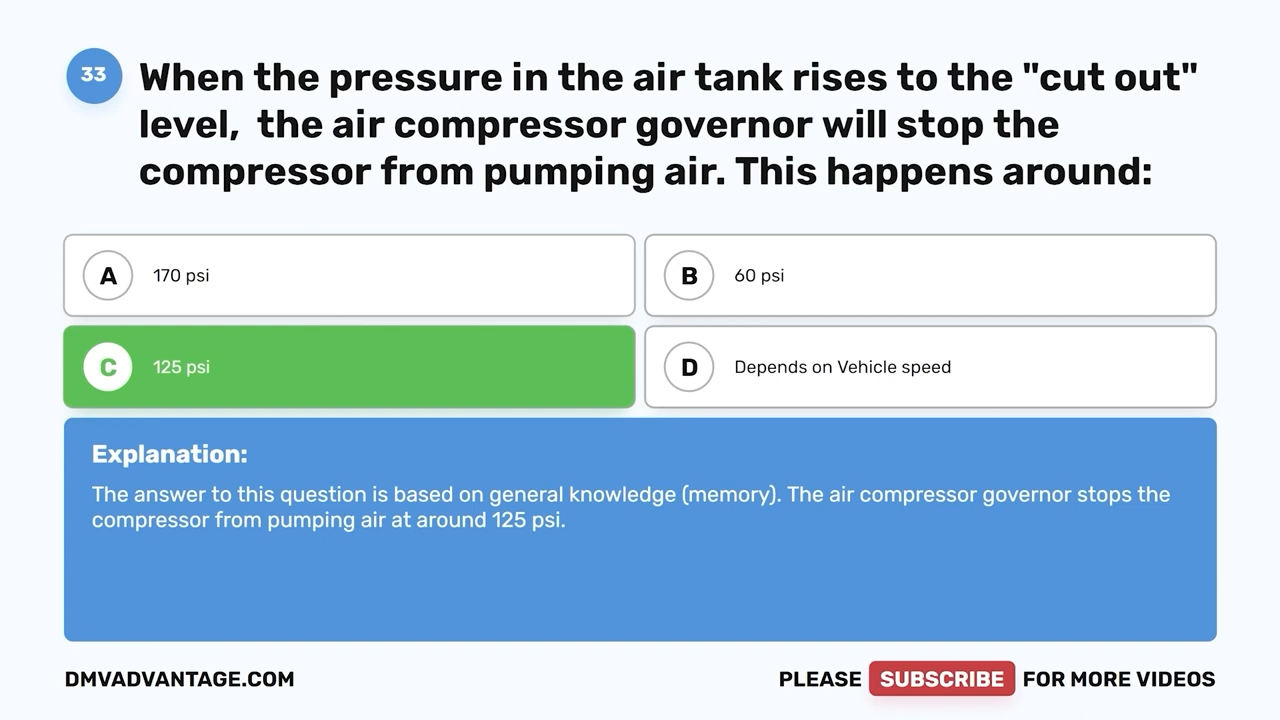 33
When the pressure in the air tank rises to the "cut out"
level,  the air compressor governor will stop the
compressor from pumping air. This happens around:
A 170 psi
B 60 psi
C 125 psi
D Depends on Vehicle speed
Explanation:
The answer to this question is based on general knowledge (memory). The air compressor governor stops the
compressor from pumping air at around 125 psi.
DMVADVANTAGE.COM
PLEASE SUBSCRIBE FOR MORE VIDEOS